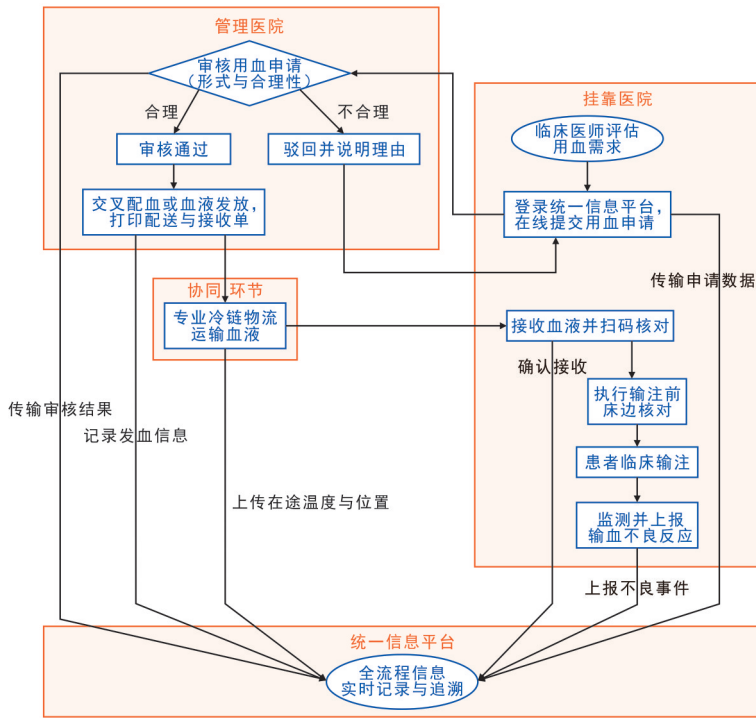 管理医院
审核用血申请
（形式与合理性）
合理
不合理
审核通过
驳回并说明理由
交叉配血或血液发放，
打印配送与接收单
挂靠医院
临床医师评估
用血需求
登录统一信息平台，
在线提交用血申请
传输申请数据
协同 环节
专业冷链物流
运输血液
接收血液并扫码核对
确认接收
执行输注前
床边核对
患者临床输注
监测并上报
输血不良反应
传输审核结果
记录发血信息
上传在途温度与位置
上报不良事件
统一信息平台
全流程信息
实时记录与追溯